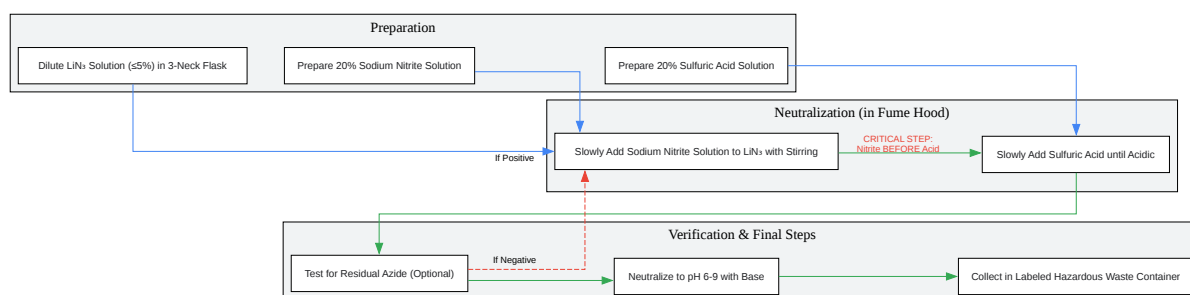 Preparation
Dilute LiN₃ Solution (≤5%) in 3-Neck Flask
Prepare 20% Sodium Nitrite Solution
Prepare 20% Sulfuric Acid Solution
Neutralization (in Fume Hood)
If Positive
Slowly Add Sodium Nitrite Solution to LiN₃ with Stirring
CRITICAL STEP:
Nitrite BEFORE Acid
Slowly Add Sulfuric Acid until Acidic
Verification & Final Steps
Test for Residual Azide (Optional)
If Negative
Neutralize to pH 6-9 with Base
Collect in Labeled Hazardous Waste Container